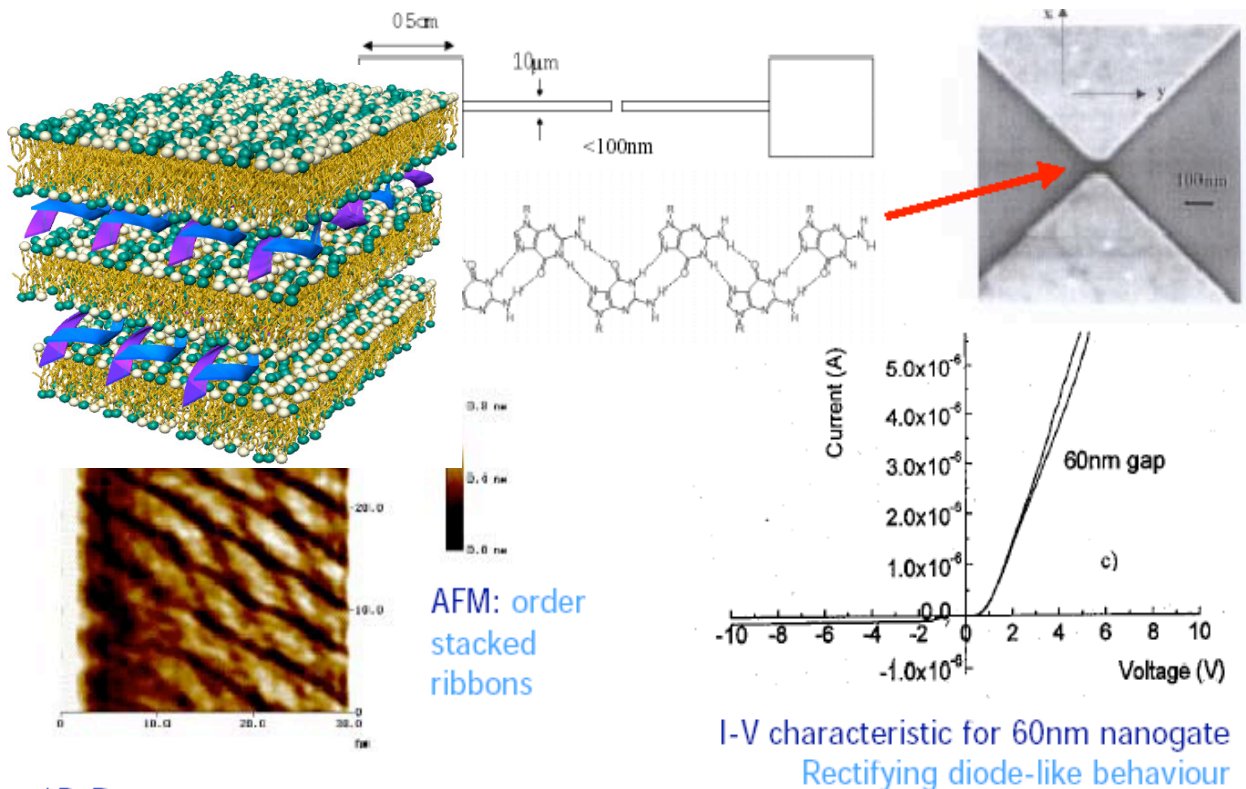 0.5cm
10µm
<100nm
x
y
100nm
R
N
H
O
R
N
H
O
R
N
H
O
R
R
0.8 nm
0.4 nm
0.0 nm
20.0
10.0
0
0
10.0
20.0
30.0
AFM: order
stacked
ribbons
Current (A)
5.0x10⁻⁶
4.0x10⁻⁶
3.0x10⁻⁶
2.0x10⁻⁶
1.0x10⁻⁶
0.0
-1.0x10⁻⁶
60nm gap
c)
-10 -8 -6 -4 -2 0 2 4 6 8 10
Voltage (V)
I-V characteristic for 60nm nanogate
Rectifying diode-like behaviour